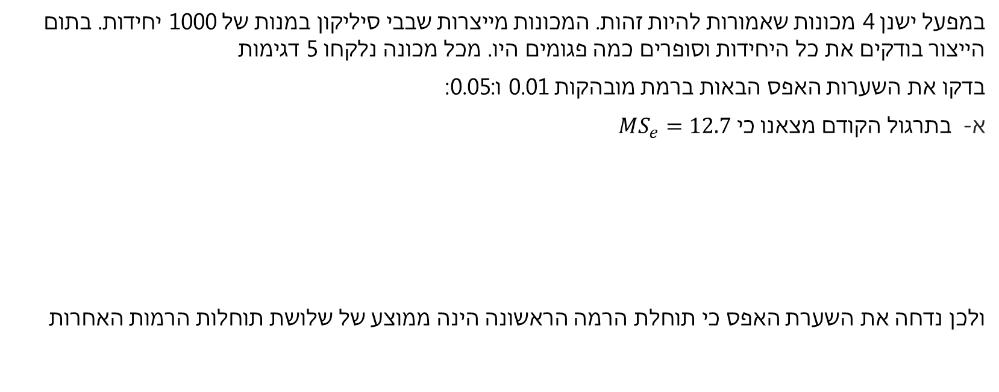 במפעל ישנן 4 מכונות שאמורות להיות זהות. המכונות מייצרות שבבי סיליקון במנות של 1000 יחידות. בתום
הייצור בודקים את כל היחידות וסופרים כמה פגומים היו. מכל מכונה נלקחו 5 דגימות
בדקו את השערות האפס הבאות ברמת מובהקות 0.01 ו:0.05:
א- בתרגול הקודם מצאנו כי MSₑ = 12.7
ולכן נדחה את השערת האפס כי תוחלת הרמה הראשונה הינה ממוצע של שלושת תוחלות הרמות האחרות